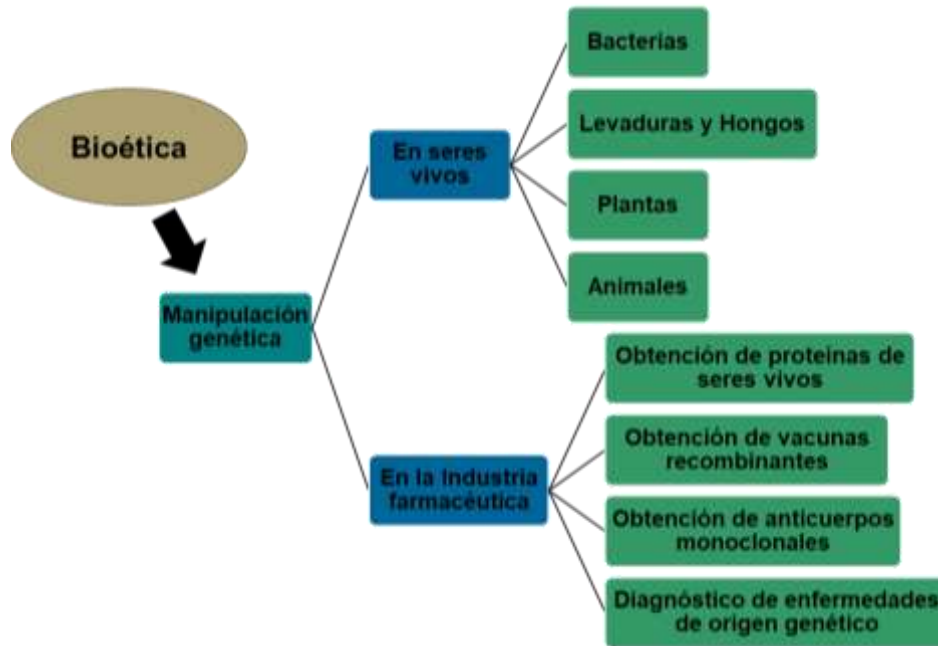 Bioética
Manipulación
genética
En seres
vivos
Bacterias
Levaduras y Hongos
Plantas
Animales
En la Industria
farmacéutica
Obtención de proteinas de
seres vivos
Obtención de vacunas
recombinantes
Obtención de anticuerpos
monoclonales
Diagnóstico de enfermedades
de origen genético